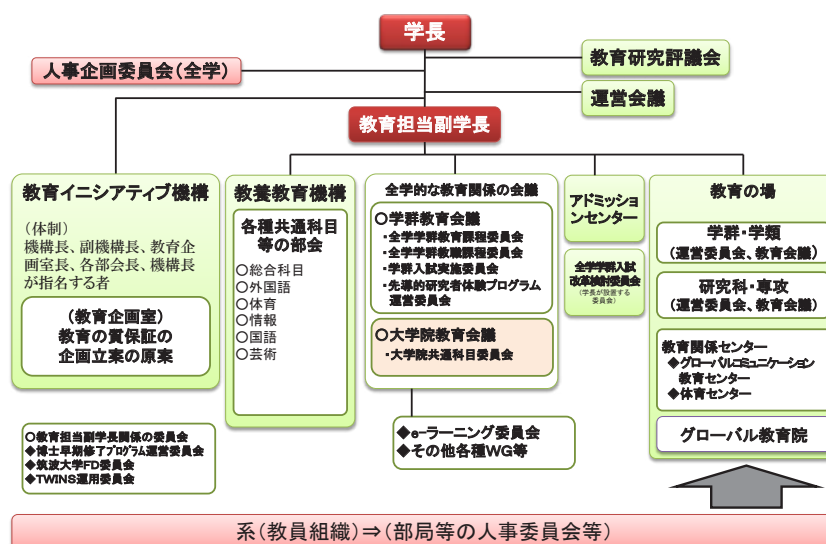 学長
人事企画委員会(全学)
教育研究評議会
運営会議
教育担当副学長
教育イニシアティブ機構
(体制)
機構長、副機構長、教育企
画室長、各部会長、機構長
が指名する者
(教育企画室)
教育の質保証の
企画立案の原案
教養教育機構
各種共通科目
等の部会
○総合科目
○外国語
○体育
○情報
○国語
○芸術
全学的な教育関係の会議
○学群教育会議
・全学学群教育課程委員会
・全学学群教職課程委員会
・学群入試実施委員会
・先導的研究者体験プログラム
運営委員会
○大学院教育会議
・大学院共通科目委員会
アドミッショ
ンセンター
全学学群入試
改革検討委員会
(学長が設置する
委員会)
教育の場
学群・学類
(運営委員会、教育会議)
研究科・専攻
(運営委員会、教育会議)
教育関係センター
◆グローバルコミュニケーション
教育センター
◆体育センター
グローバル教育院
○教育担当副学長関係の委員会
◆博士早期修了プログラム運営委員会
◆筑波大学FD委員会
◆TWINS運用委員会
◆e-ラーニング委員会
◆その他各種WG等
系(教員組織)⇒(部局等の人事委員会等)